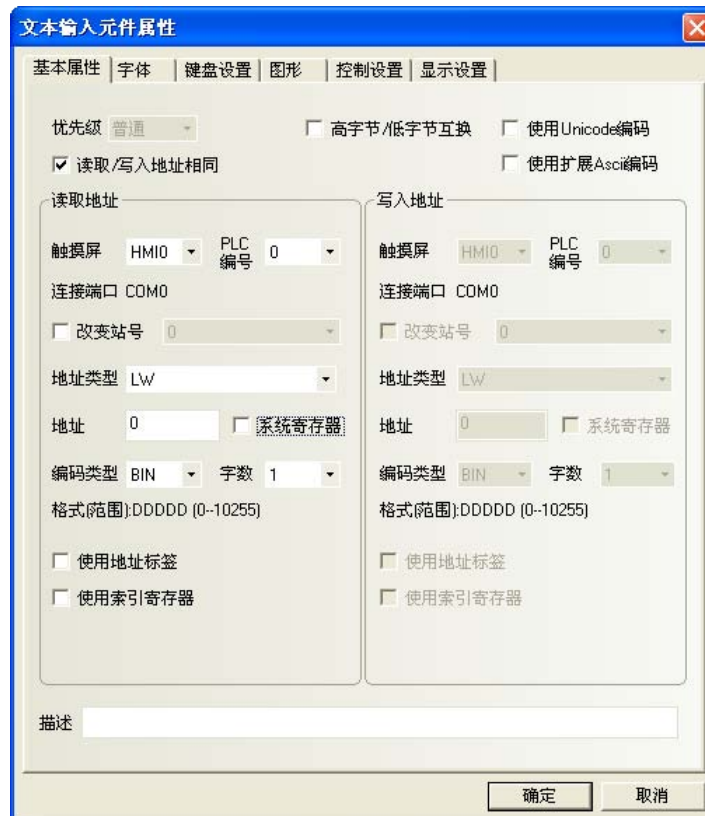 文本输入元件属性
基本属性 字体 键盘设置 图形 控制设置 显示设置
优先级 普通 高字节/低字节互换 使用Unicode编码
读取/写入地址相同 使用扩展Ascii编码
读取地址 写入地址
触摸屏 HMI0 PLC编号 0 触摸屏 HMI0 PLC编号 0
连接端口 COM0 连接端口 COM0
改变站号 0 改变站号 0
地址类型 LW 地址类型 LW
地址 0 系统寄存器 地址 0 系统寄存器
编码类型 BIN 字数 1 编码类型 BIN 字数 1
格式(范围):DDDDD (0--10255) 格式(范围):DDDDD (0--10255)
使用地址标签 使用地址标签
使用索引寄存器 使用索引寄存器
描述
确定 取消